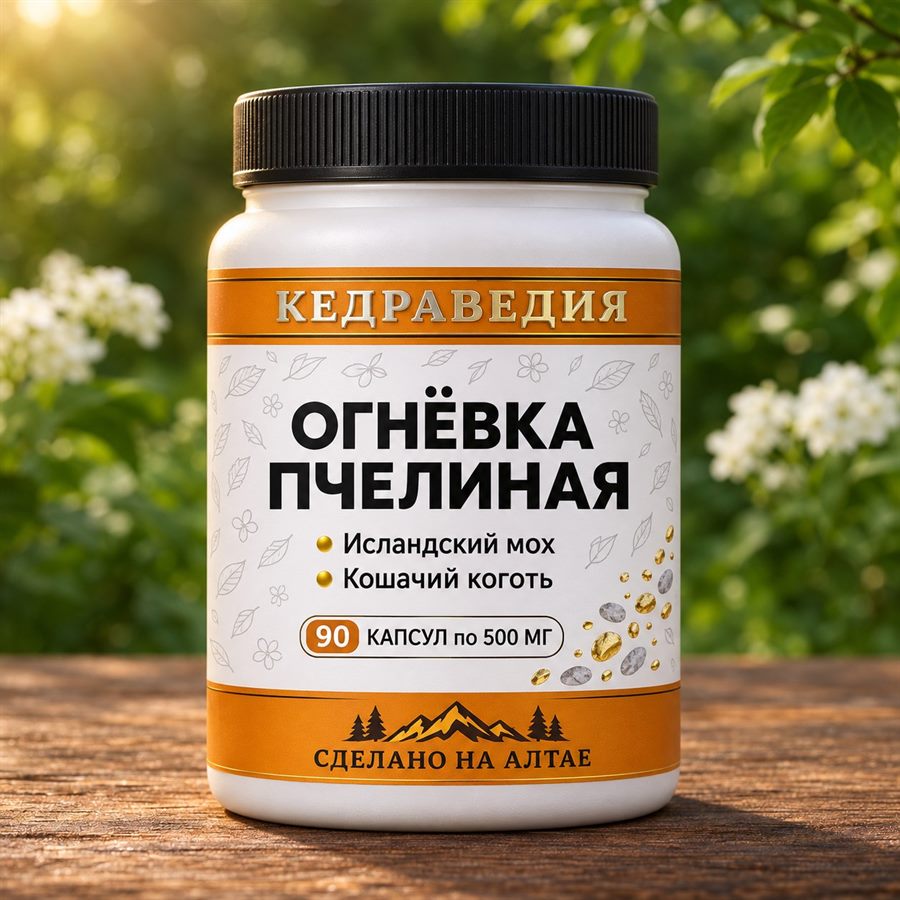 КЕДРАВЕДИЯ
ОГНЁВКА
ПЧЕЛИНАЯ
Исландский мох
Кошачий коготь
90 КАПСУЛ по 500 МГ
СДЕЛАНО НА АЛТАЕ